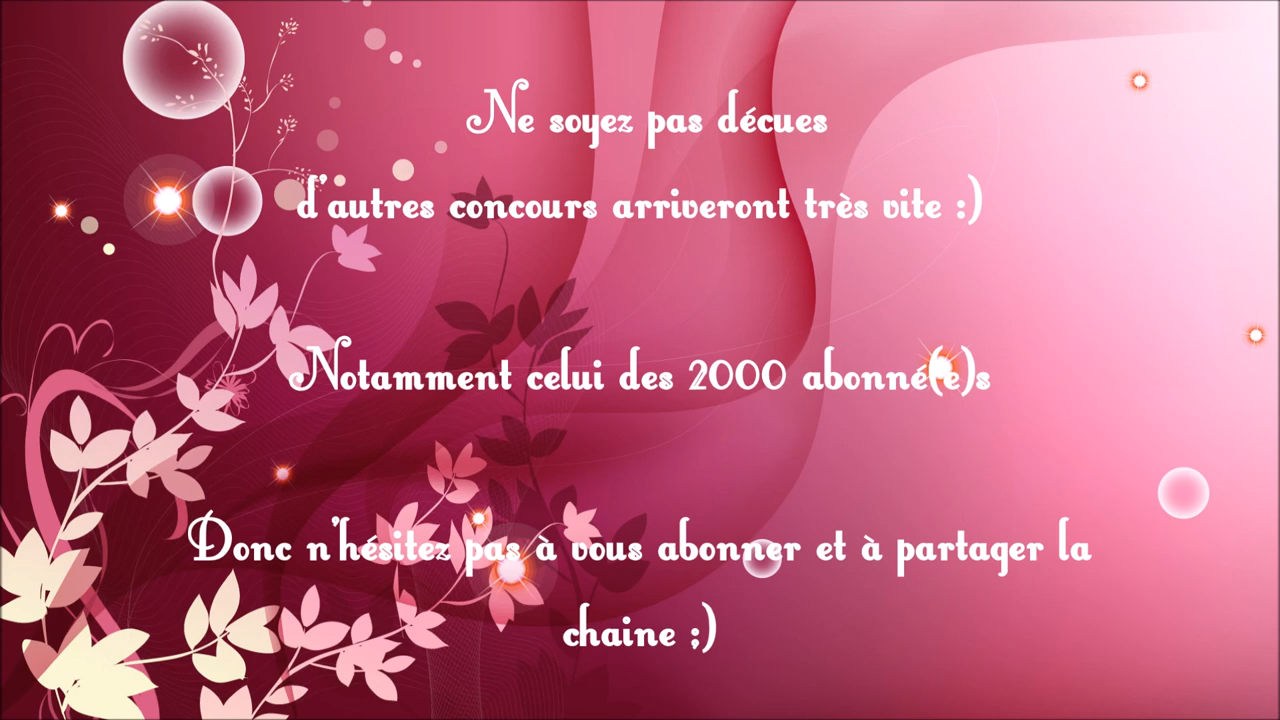 Ne soyez pas décues
d'autres concours arriveront très vite :)
Notamment celui des 2000 abonné(e)s
Donc n'hésitez pas à vous abonner et à partager la
chaine ;)